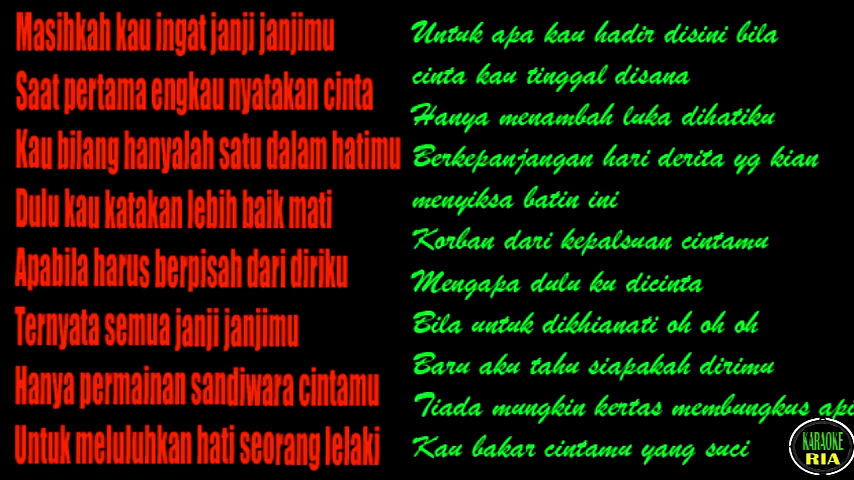 Masihkah kau ingat janji janjimu
Saat pertama engkau nyatakan cinta
Kau bilang hanyalah satu dalam hatimu
Dulu kau katakan lebih baik mati
Apabila harus berpisah dari diriku
Ternyata semua janji janjimu
Hanya permainan sandiwara cintamu
Untuk meluluhkan hati seorang lelaki
Untuk apa kau hadir disini bila
cinta kau tinggal disana
Hanya menambah luka dihatiku
Berkepanjangan hari derita yg kian
menyiksa batin ini
Korban dari kepalsuan cintamu
Mengapa dulu ku dicinta
Bila untuk dikhianati oh oh oh
Baru aku tahu siapakah dirimu
Tiada mungkin kertas membungkus api
Kau bakar cintamu yang suci
KARAOKE
RIA